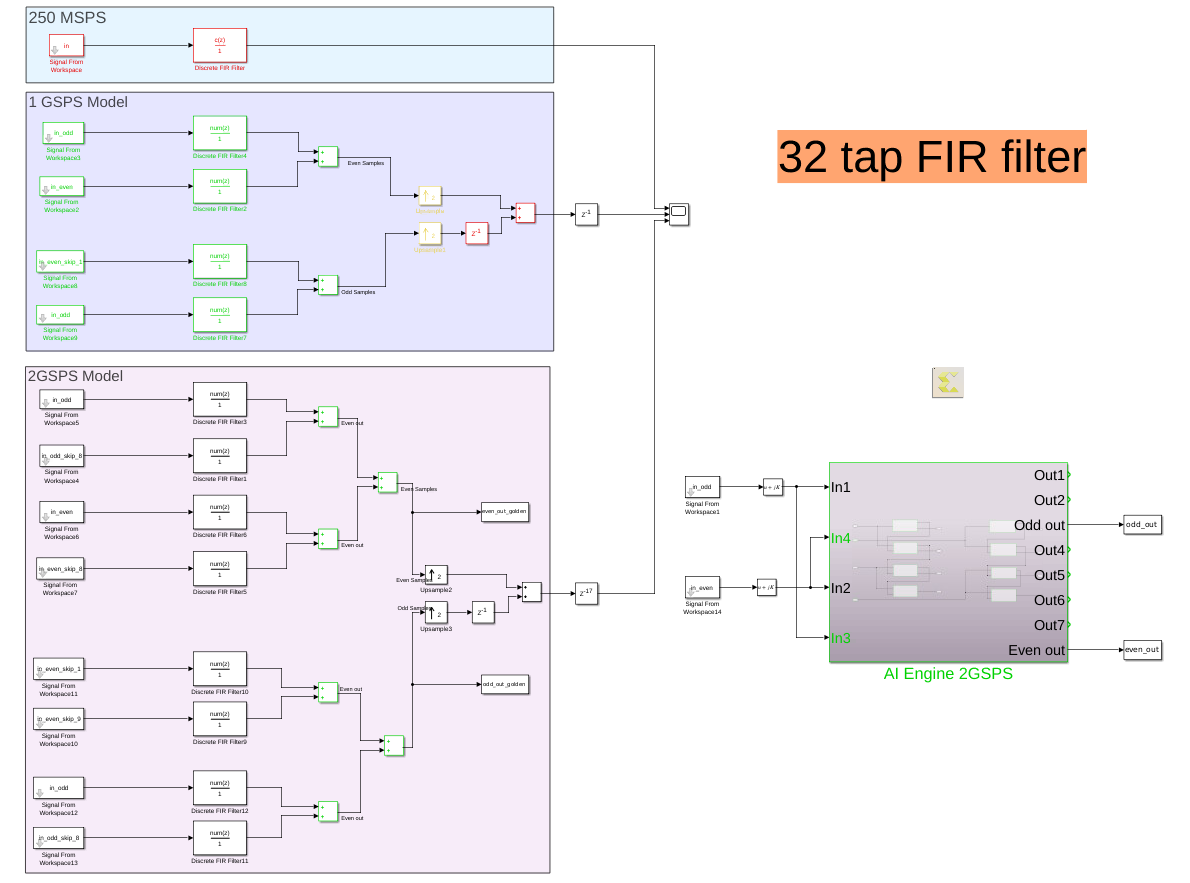 250 MSPS
in
Signal From
Workspace
c(z)
1
Discrete FIR Filter
1 GSPS Model
in_odd
Signal From
Workspace3
num(z)
1
Discrete FIR Filter4
in_even
Signal From
Workspace2
num(z)
1
Discrete FIR Filter2
+
+
Even Samples
2
in_even_skip_1
Signal From
Workspace8
num(z)
1
Discrete FIR Filter8
in_odd
Signal From
Workspace9
num(z)
1
Discrete FIR Filter7
+
+
Odd Samples
2
z-1
+
+
z-1
32 tap FIR filter
2GSPS Model
in_odd
Signal From
Workspace5
num(z)
1
Discrete FIR Filter3
in_odd_skip_8
Signal From
Workspace4
num(z)
1
Discrete FIR Filter1
+
+
Even out
in_even
Signal From
Workspace6
num(z)
1
Discrete FIR Filter6
in_even_skip_8
Signal From
Workspace7
num(z)
1
Discrete FIR Filter5
+
+
Even out
+
+
Even Samples
even_out_golden
Even Samples
2
Upsample2
Odd Samples
2
Upsample3
z-1
+
+
z-17
in_even_skip_1
Signal From
Workspace11
num(z)
1
Discrete FIR Filter10
in_even_skip_9
Signal From
Workspace10
num(z)
1
Discrete FIR Filter9
+
+
Even out
odd_out_golden
+
+
in_odd
Signal From
Workspace12
num(z)
1
Discrete FIR Filter12
in_odd_skip_8
Signal From
Workspace13
num(z)
1
Discrete FIR Filter11
+
+
Even out
in_odd
Signal From
Workspace1
in_even
Signal From
Workspace14
In1
In4
In2
In3
Out1
Out2
Odd out
Out4
Out5
Out6
Out7
Even out
AI Engine 2GSPS
odd_out
even_out